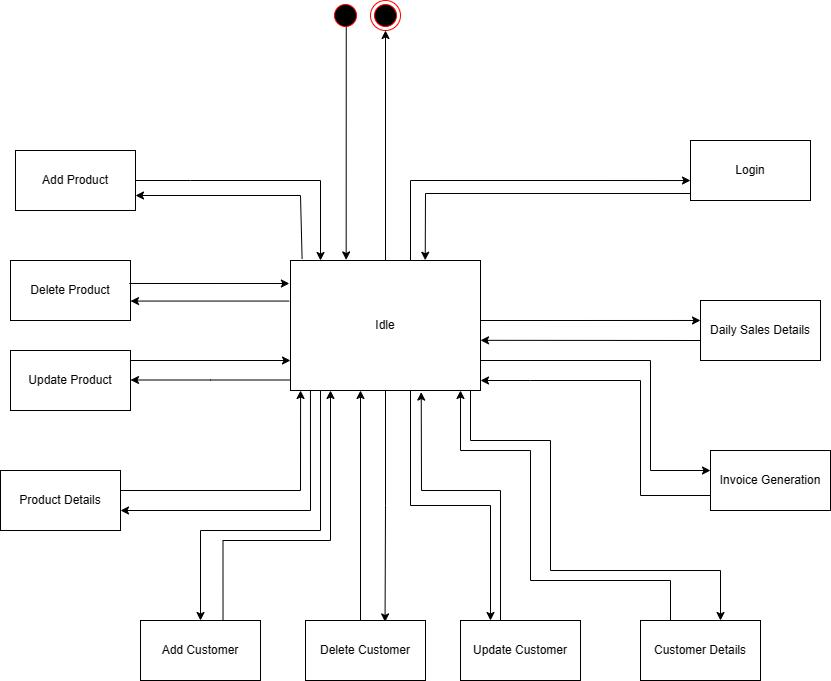 Login
Add Product
Delete Product
Idle
Daily Sales Details
Update Product
Product Details
Invoice Generation
Add Customer
Delete Customer
Update Customer
Customer Details